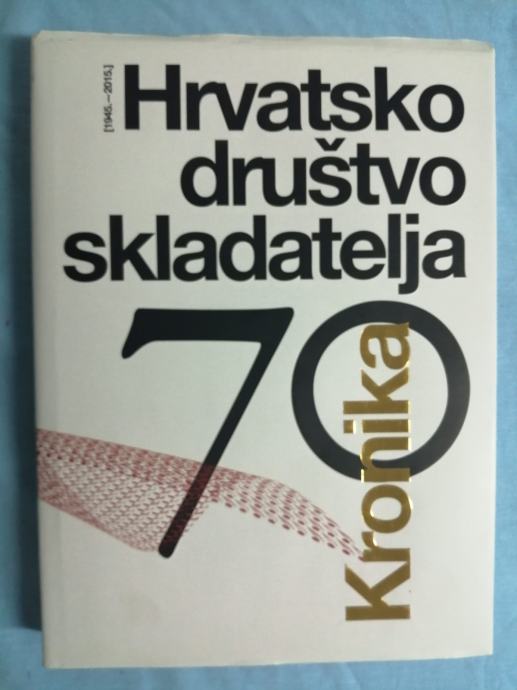 [1945.–2015.]
Hrvatsko
društvo
skladatelja
70
Kronika